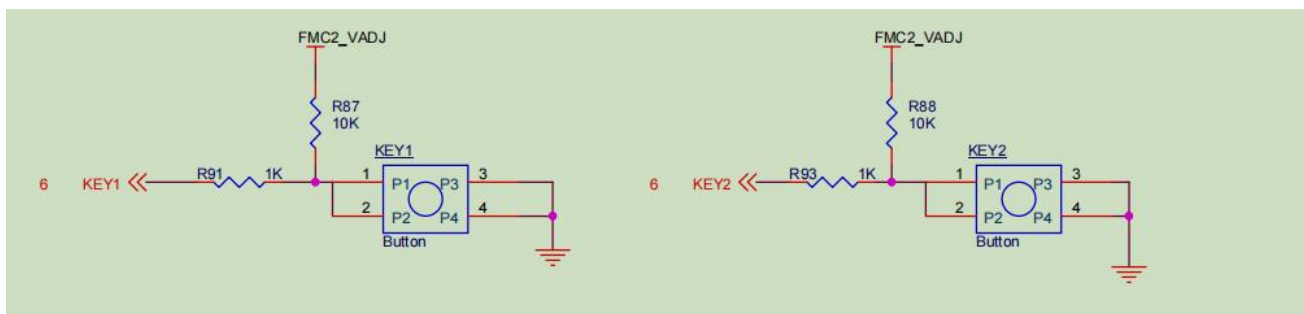 FMC2_VADJ
R87
10K
KEY1
6 KEY1 R91 1K 1 P1 P3 3
2 P2 P4 4
Button
FMC2_VADJ
R88
10K
KEY2
6 KEY2 R93 1K 1 P1 P3 3
2 P2 P4 4
Button